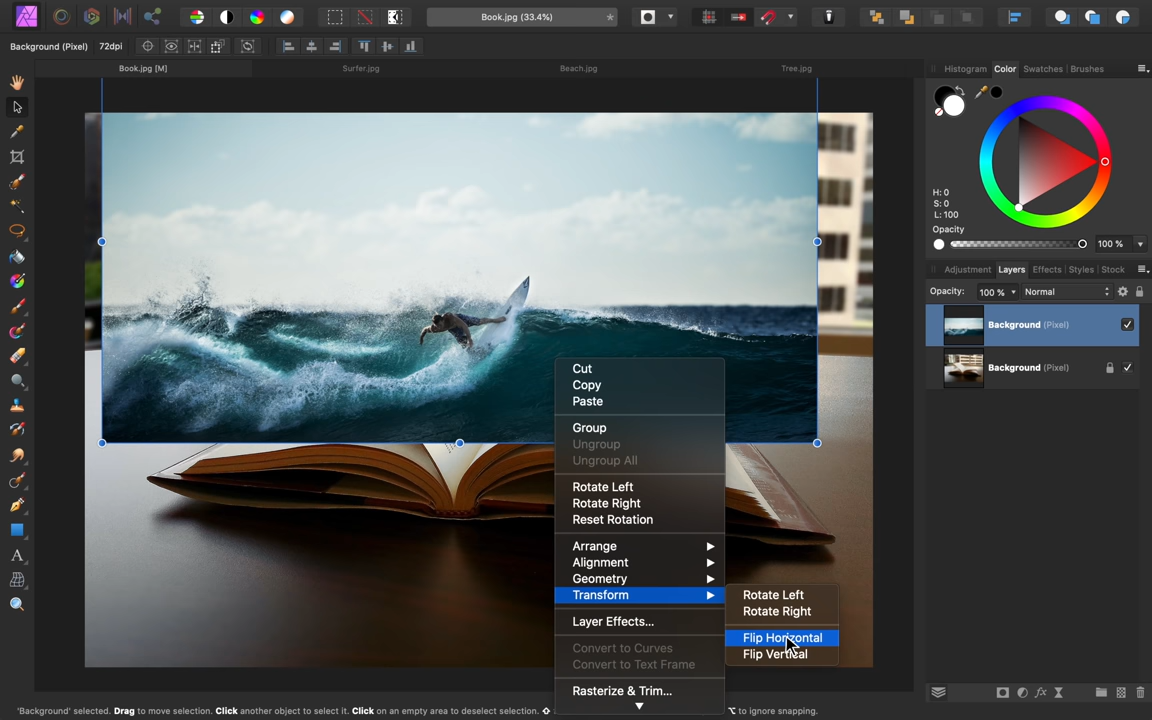 Book.jpg (33.4%)
Background (Pixel) 72dpi
Book.jpg [M] Surfer.jpg Beach.jpg Tree.jpg
Histogram Color Swatches Brushes
H: 0
S: 0
L: 100
Opacity
100 %
Adjustment Layers Effects Styles Stock
Opacity: 100 % Normal
Background (Pixel)
Background (Pixel)
Cut
Copy
Paste
Group
Ungroup
Ungroup All
Rotate Left
Rotate Right
Reset Rotation
Arrange
Alignment
Geometry
Transform
Rotate Left
Rotate Right
Flip Horizontal
Flip Vertical
Layer Effects...
Convert to Curves
Convert to Text Frame
Rasterize & Trim...
'Background' selected. Drag to move selection. Click another object to select it. Click on an empty area to deselect selection. ⇧ ⌥ to ignore snapping.